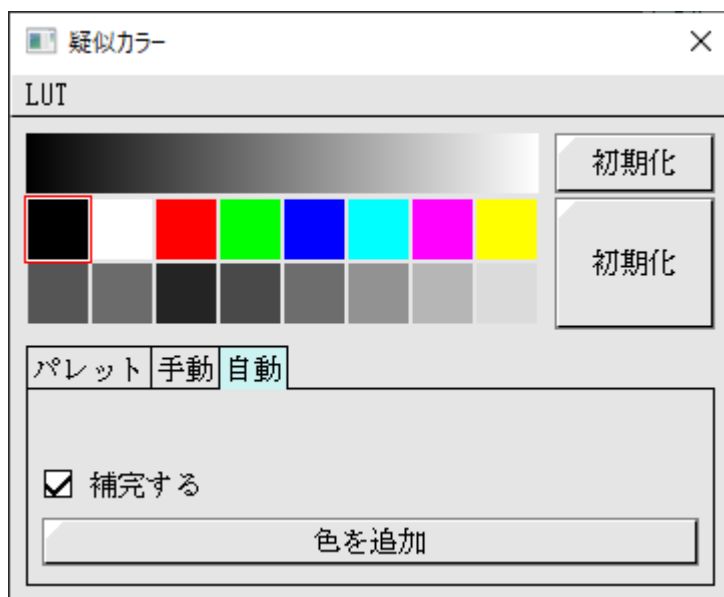 疑似カラー
LUT
初期化
初期化
パレット 手動 自動
補完する
色を追加